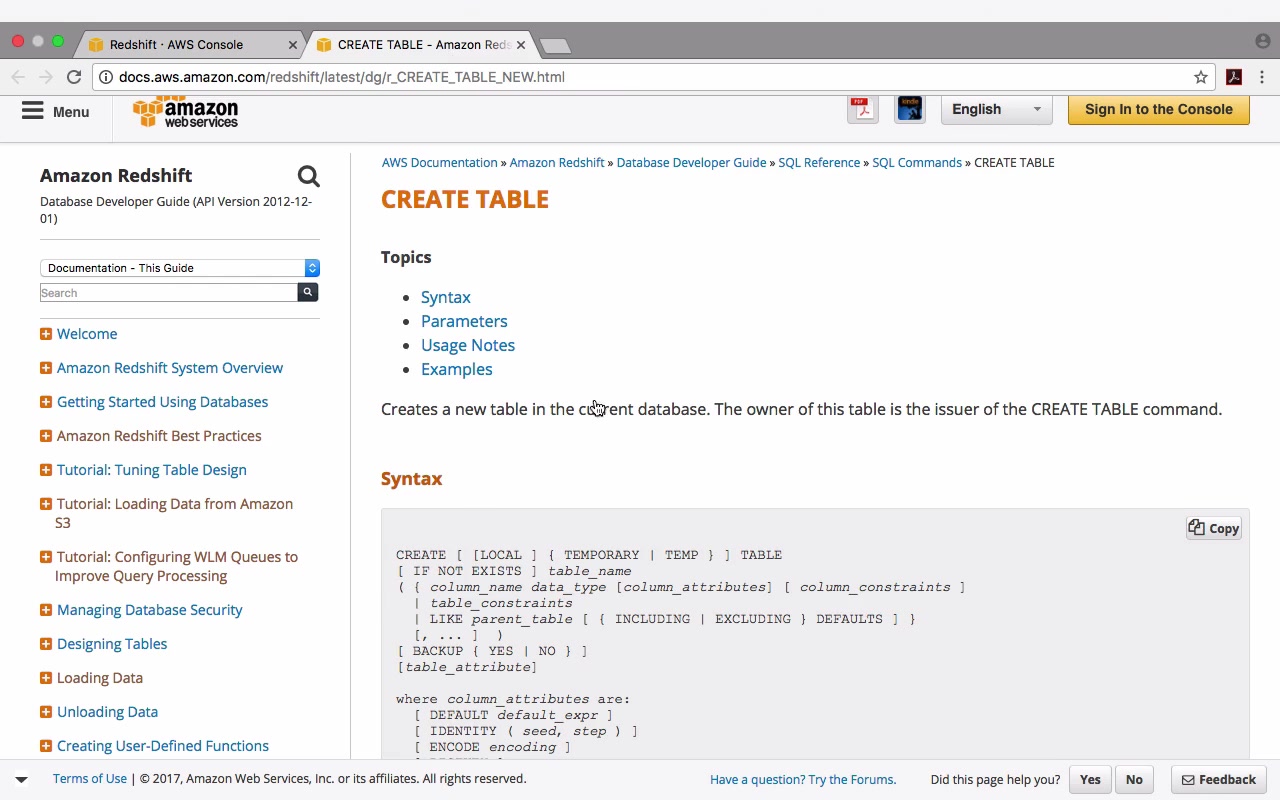 Redshift · AWS Console
CREATE TABLE - Amazon Reds
docs.aws.amazon.com/redshift/latest/dg/r_CREATE_TABLE_NEW.html
Menu
amazon
web services
PDF
kindle
English
Sign In to the Console
Amazon Redshift
Database Developer Guide (API Version 2012-12-
01)
Documentation - This Guide
Search
Welcome
Amazon Redshift System Overview
Getting Started Using Databases
Amazon Redshift Best Practices
Tutorial: Tuning Table Design
Tutorial: Loading Data from Amazon
S3
Tutorial: Configuring WLM Queues to
Improve Query Processing
Managing Database Security
Designing Tables
Loading Data
Unloading Data
Creating User-Defined Functions
AWS Documentation » Amazon Redshift » Database Developer Guide » SQL Reference » SQL Commands » CREATE TABLE
CREATE TABLE
Topics
• Syntax
• Parameters
• Usage Notes
• Examples
Creates a new table in the current database. The owner of this table is the issuer of the CREATE TABLE command.
Syntax
Copy
CREATE [ [LOCAL ] { TEMPORARY | TEMP } ] TABLE
[ IF NOT EXISTS ] table_name
( { column_name data_type [column_attributes] [ column_constraints ]
| table_constraints
| LIKE parent_table [ { INCLUDING | EXCLUDING } DEFAULTS ] }
[, ... ] )
[ BACKUP { YES | NO } ]
[table_attribute]
where column_attributes are:
[ DEFAULT default_expr ]
[ IDENTITY ( seed, step ) ]
[ ENCODE encoding ]
Terms of Use | © 2017, Amazon Web Services, Inc. or its affiliates. All rights reserved.
Have a question? Try the Forums.
Did this page help you?
Yes
No
Feedback